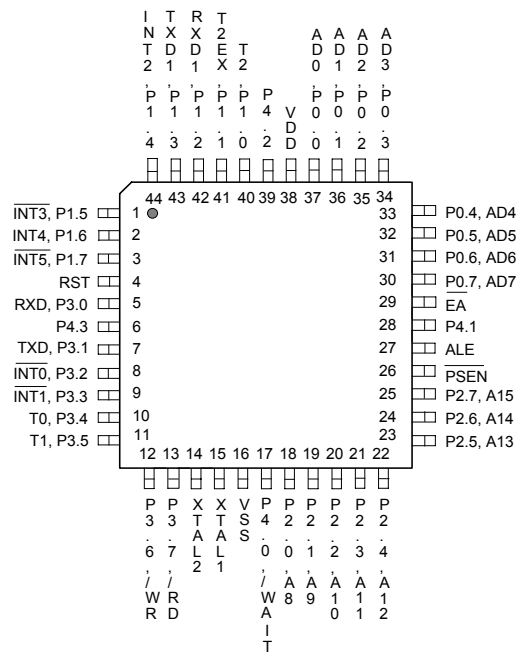 INT2,P1.4
TXD1,P1.3
RXD1,P1.2
T2EX,P1.1
T2,P1.0
P4.2
VDD
AD0,P0.0
AD1,P0.1
AD2,P0.2
AD3,P0.3
44 43 42 41 40 39 38 37 36 35 34
INT3, P1.5 1
INT4, P1.6 2
INT5, P1.7 3
RST 4
RXD, P3.0 5
P4.3 6
TXD, P3.1 7
INT0, P3.2 8
INT1, P3.3 9
T0, P3.4 10
T1, P3.5 11
33 P0.4, AD4
32 P0.5, AD5
31 P0.6, AD6
30 P0.7, AD7
29 EA
28 P4.1
27 ALE
26 PSEN
25 P2.7, A15
24 P2.6, A14
23 P2.5, A13
12 13 14 15 16 17 18 19 20 21 22
P3.6,/WR
P3.7,/RD
XTAL2
XTAL1
VSS
P4.0,/WAIT
P2.0,A8
P2.1,A9
P2.2,A10
P2.3,A11
P2.4,A12